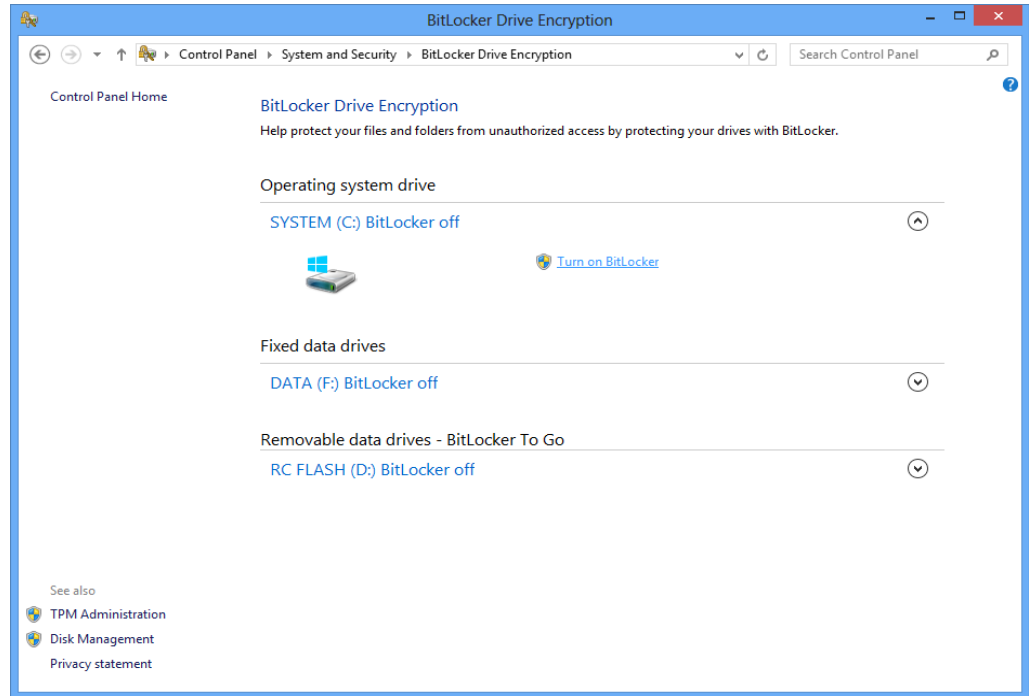 BitLocker Drive Encryption
Control Panel System and Security BitLocker Drive Encryption
Search Control Panel
?
Control Panel Home
BitLocker Drive Encryption
Help protect your files and folders from unauthorized access by protecting your drives with BitLocker.
Operating system drive
SYSTEM (C:) BitLocker off
Turn on BitLocker
Fixed data drives
DATA (F:) BitLocker off
Removable data drives - BitLocker To Go
RC FLASH (D:) BitLocker off
See also
TPM Administration
Disk Management
Privacy statement